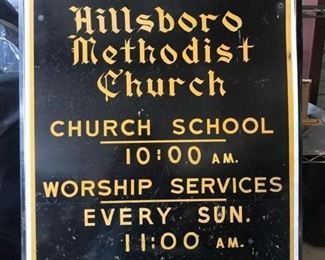 Hillsboro
Methodist
Church
CHURCH SCHOOL
10:00 AM.
WORSHIP SERVICES
EVERY SUN.
11:00 AM.